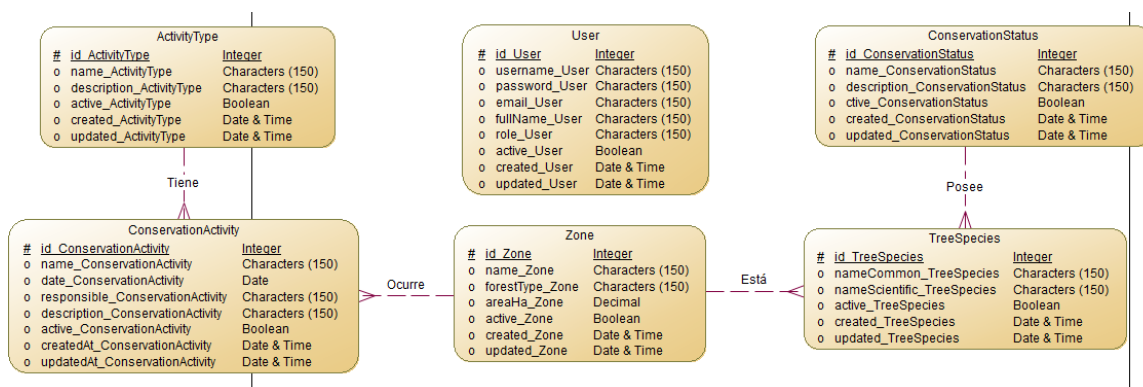 ActivityType
# id_ActivityType Integer
o name_ActivityType Characters (150)
o description_ActivityType Characters (150)
o active_ActivityType Boolean
o created_ActivityType Date & Time
o updated_ActivityType Date & Time
User
# id_User Integer
o username_User Characters (150)
o password_User Characters (150)
o email_User Characters (150)
o fullName_User Characters (150)
o role_User Characters (150)
o active_User Boolean
o created_User Date & Time
o updated_User Date & Time
ConservationStatus
# id_ConservationStatus Integer
o name_ConservationStatus Characters (150)
o description_ConservationStatus Characters (150)
o ctive_ConservationStatus Boolean
o created_ConservationStatus Date & Time
o updated_ConservationStatus Date & Time
Tiene
Posee
ConservationActivity
# id_ConservationActivity Integer
o name_ConservationActivity Characters (150)
o date_ConservationActivity Date
o responsible_ConservationActivity Characters (150)
o description_ConservationActivity Characters (150)
o active_ConservationActivity Boolean
o createdAt_ConservationActivity Date & Time
o updatedAt_ConservationActivity Date & Time
Ocurre
Zone
# id_Zone Integer
o name_Zone Characters (150)
o forestType_Zone Characters (150)
o areaHa_Zone Decimal
o active_Zone Boolean
o created_Zone Date & Time
o updated_Zone Date & Time
Está
TreeSpecies
# id_TreeSpecies Integer
o nameCommon_TreeSpecies Characters (150)
o nameScientific_TreeSpecies Characters (150)
o active_TreeSpecies Boolean
o created_TreeSpecies Date & Time
o updated_TreeSpecies Date & Time